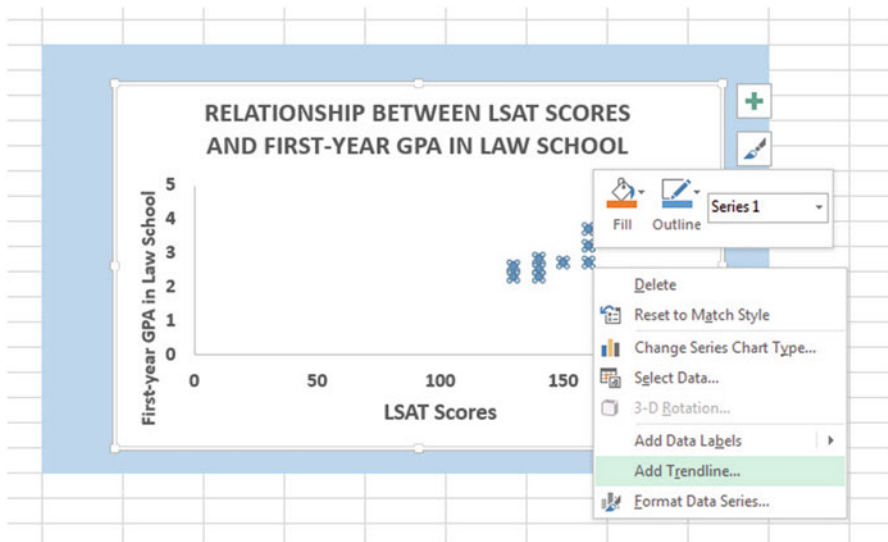 RELATIONSHIP BETWEEN LSAT SCORES
AND FIRST-YEAR GPA IN LAW SCHOOL
First-year GPA in Law School
5
4
3
2
1
0
0
50
100
150
LSAT Scores
Fill
Outline
Series 1
Delete
Reset to Match Style
Change Series Chart Type...
Select Data...
3-D Rotation...
Add Data Labels
Add Trendline...
Format Data Series...